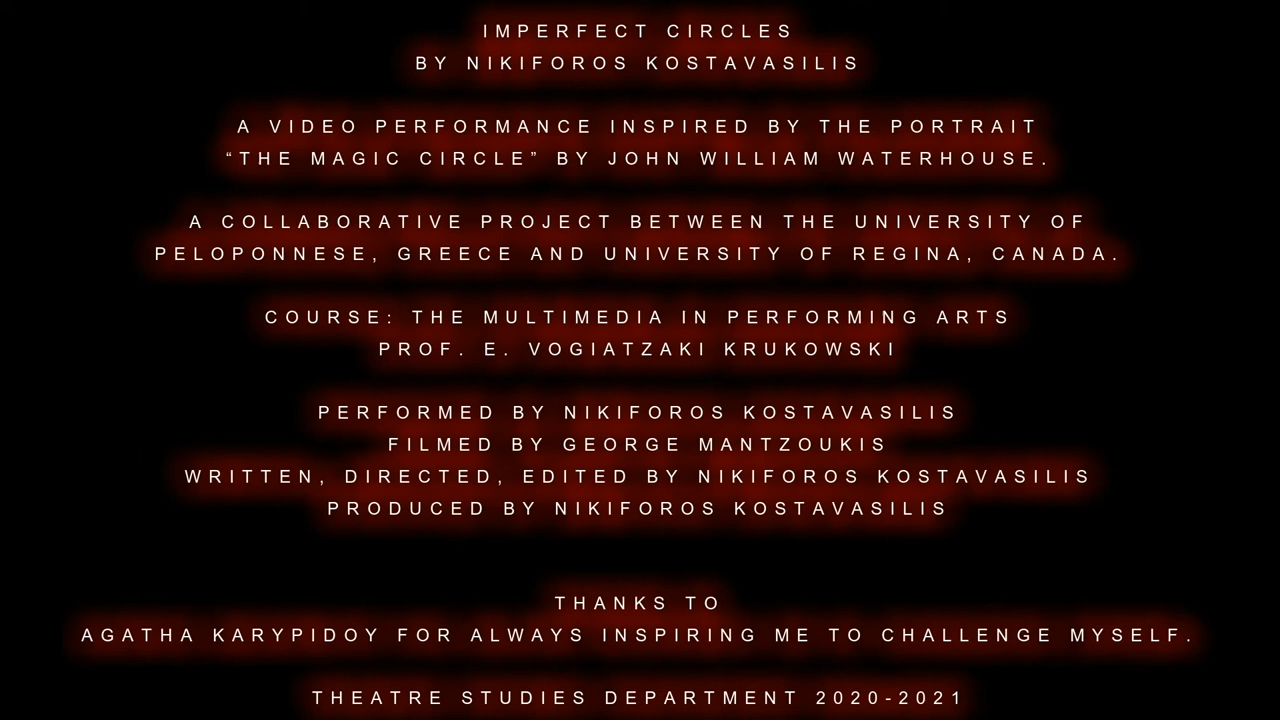 IMPERFECT CIRCLES
BY NIKIFOROS KOSTAVASILIS
A VIDEO PERFORMANCE INSPIRED BY THE PORTRAIT
“THE MAGIC CIRCLE” BY JOHN WILLIAM WATERHOUSE.
A COLLABORATIVE PROJECT BETWEEN THE UNIVERSITY OF
PELOPONNESE, GREECE AND UNIVERSITY OF REGINA, CANADA.
COURSE: THE MULTIMEDIA IN PERFORMING ARTS
PROF. E. VOGIATZAKI KRUKOWSKI
PERFORMED BY NIKIFOROS KOSTAVASILIS
FILMED BY GEORGE MANTZOUKIS
WRITTEN, DIRECTED, EDITED BY NIKIFOROS KOSTAVASILIS
PRODUCED BY NIKIFOROS KOSTAVASILIS
THANKS TO
AGATHA KARYPIDOY FOR ALWAYS INSPIRING ME TO CHALLENGE MYSELF.
THEATRE STUDIES DEPARTMENT 2020-2021